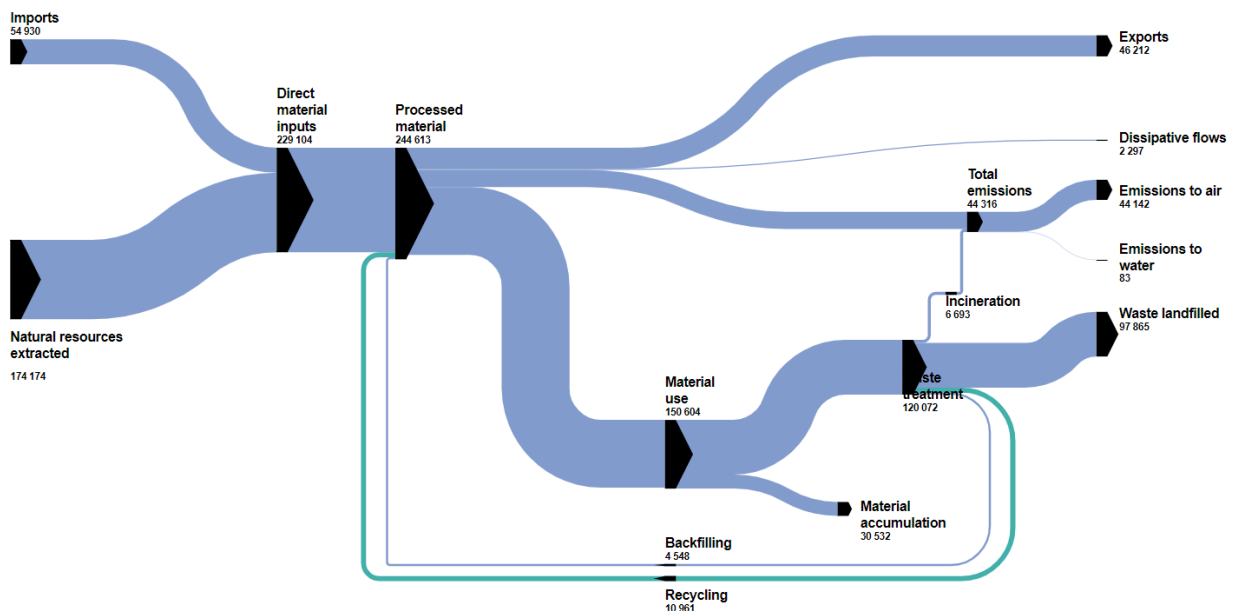 Imports
54 930
Exports
46 212
Direct
material
inputs
229 104
Processed
material
244 613
Dissipative flows
2 297
Total
emissions
44 316
Emissions to air
44 142
Emissions to
water
83
Incineration
6 693
Waste landfilled
97 865
Natural resources
extracted
174 174
Material
use
150 604
Waste
treatment
120 072
Material
accumulation
30 532
Backfilling
4 548
Recycling
10 961